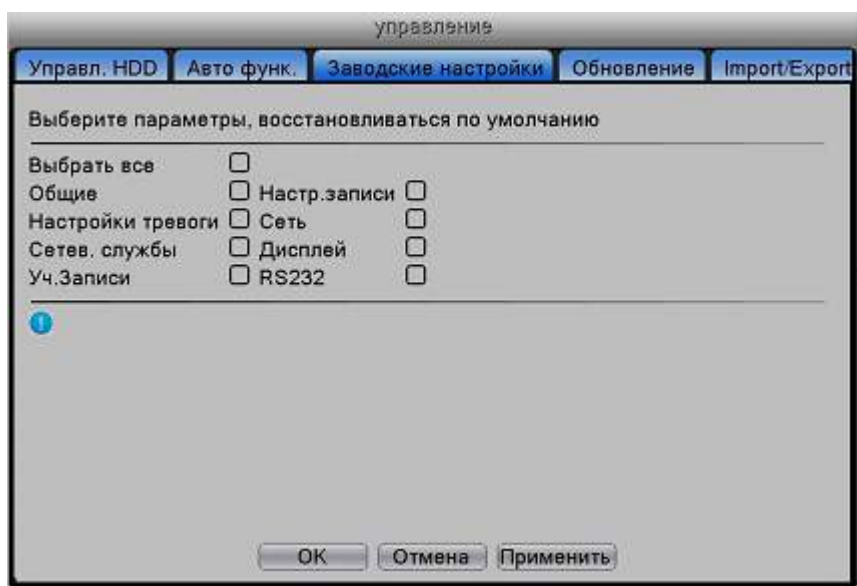 управление
Управл. HDD Авто функ. Заводские настройки Обновление Import/Export
Выберите параметры, восстановливаться по умолчанию
Выбрать все
Общие Настр.записи
Настройки тревоги Сеть
Сетев. службы Дисплей
Уч.Записи RS232
OK Отмена Применить